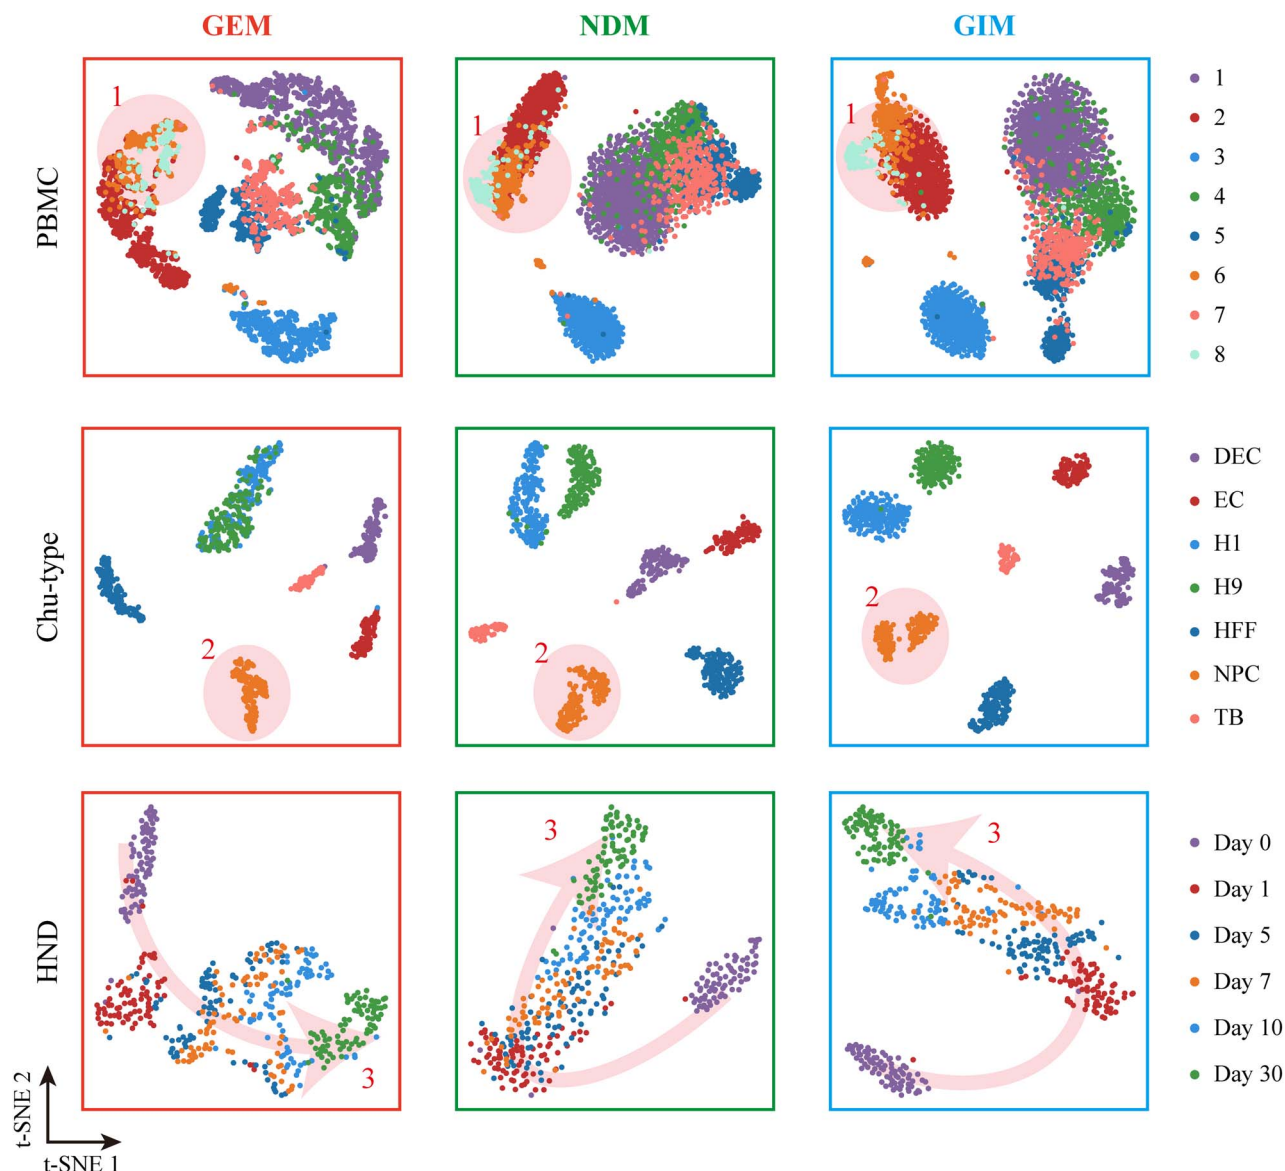 GEM NDM GIM
PBMC
1
1
1
1
2
3
4
5
6
7
8
Chu-type
2
2
2
DEC
EC
H1
H9
HFF
NPC
TB
HND
3
3
3
Day 0
Day 1
Day 5
Day 7
Day 10
Day 30
t-SNE 2
t-SNE 1